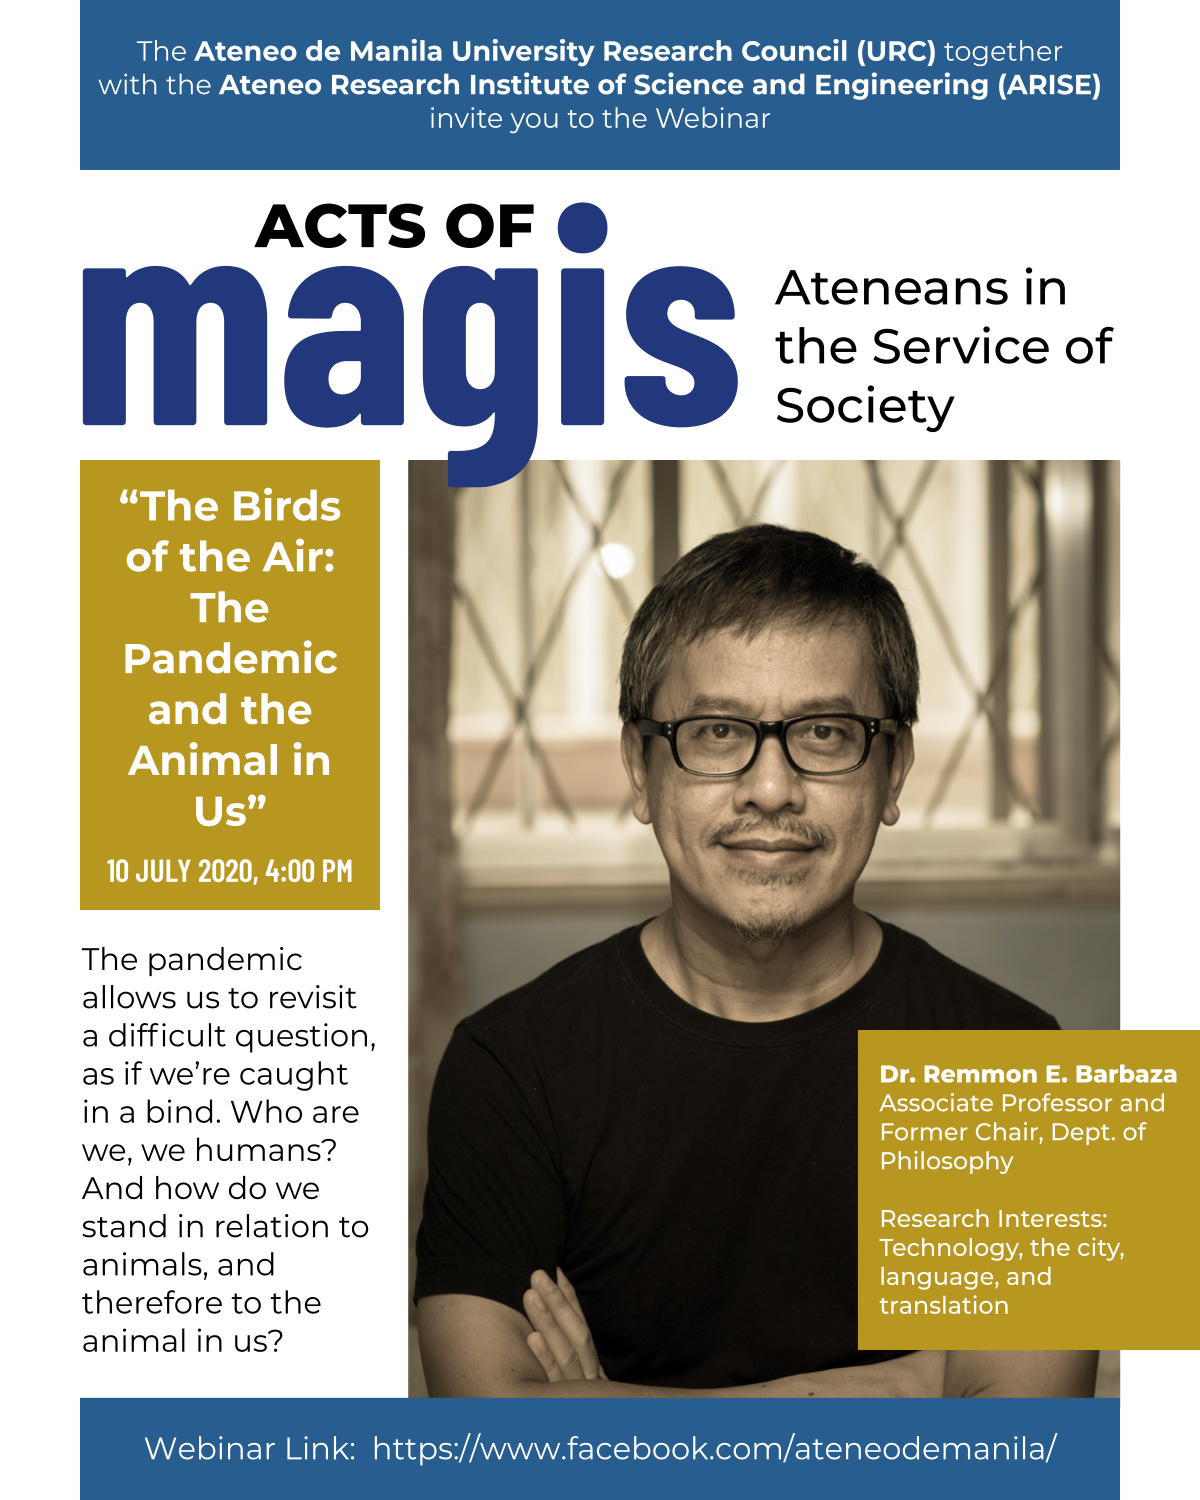 The Ateneo de Manila University Research Council (URC) together
with the Ateneo Research Institute of Science and Engineering (ARISE)
invite you to the Webinar
ACTS OF
magis
Ateneans in
the Service of
Society
“The Birds
of the Air:
The
Pandemic
and the
Animal in
Us”
10 JULY 2020, 4:00 PM
The pandemic
allows us to revisit
a difficult question,
as if we’re caught
in a bind. Who are
we, we humans?
And how do we
stand in relation to
animals, and
therefore to the
animal in us?
Dr. Remmon E. Barbaza
Associate Professor and
Former Chair, Dept. of
Philosophy
Research Interests:
Technology, the city,
language, and
translation
Webinar Link:  https://www.facebook.com/ateneodemanila/